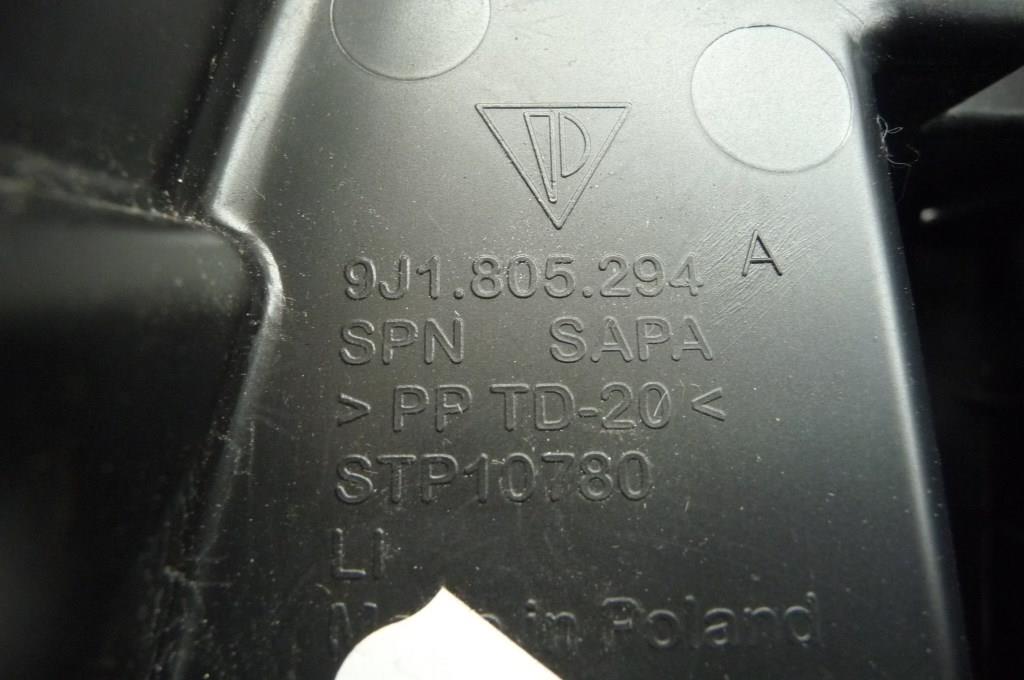 9J1.805.294 A
SPN SAPA
> PP TD-20 <
STP10780
LI
in Poland